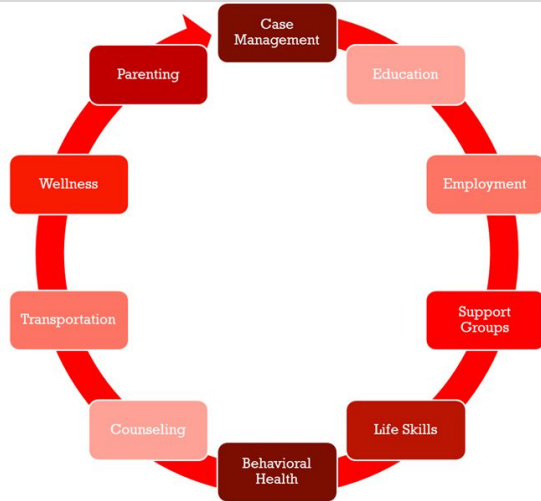 Case
Management
Education
Employment
Support
Groups
Life Skills
Behavioral
Health
Counseling
Transportation
Wellness
Parenting